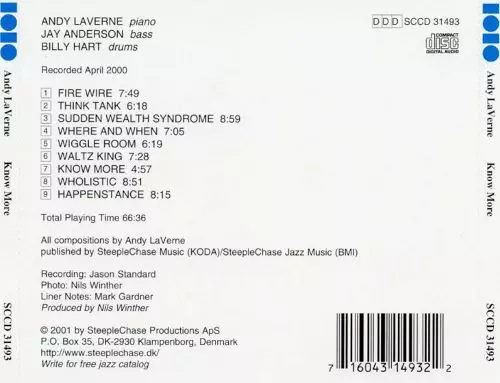 ANDY LAVERNE piano
JAY ANDERSON bass
BILLY HART drums
DDD SCCD 31493
COMPACT
disc
DIGITAL AUDIO
Recorded April 2000
1 FIRE WIRE 7:49
2 THINK TANK 6:18
3 SUDDEN WEALTH SYNDROME 8:59
4 WHERE AND WHEN 7:05
5 WIGGLE ROOM 6:19
6 WALTZ KING 7:28
7 KNOW MORE 4:57
8 WHOLISTIC 8:51
9 HAPPENSTANCE 8:15
Total Playing Time 66:36
All compositions by Andy LaVerne
published by SteepleChase Music (KODA)/SteepleChase Jazz Music (BMI)
Recording: Jason Standard
Photo: Nils Winther
Liner Notes: Mark Gardner
Produced by Nils Winther
© 2001 by SteepleChase Productions ApS
P.O. Box 35, DK-2930 Klampenborg, Denmark
http://www.steeplechase.dk/
Write for free jazz catalog
7 16043 14932 2
Andy LaVerne Know More SCCD 31493
Andy LaVerne Know More SCCD 31493